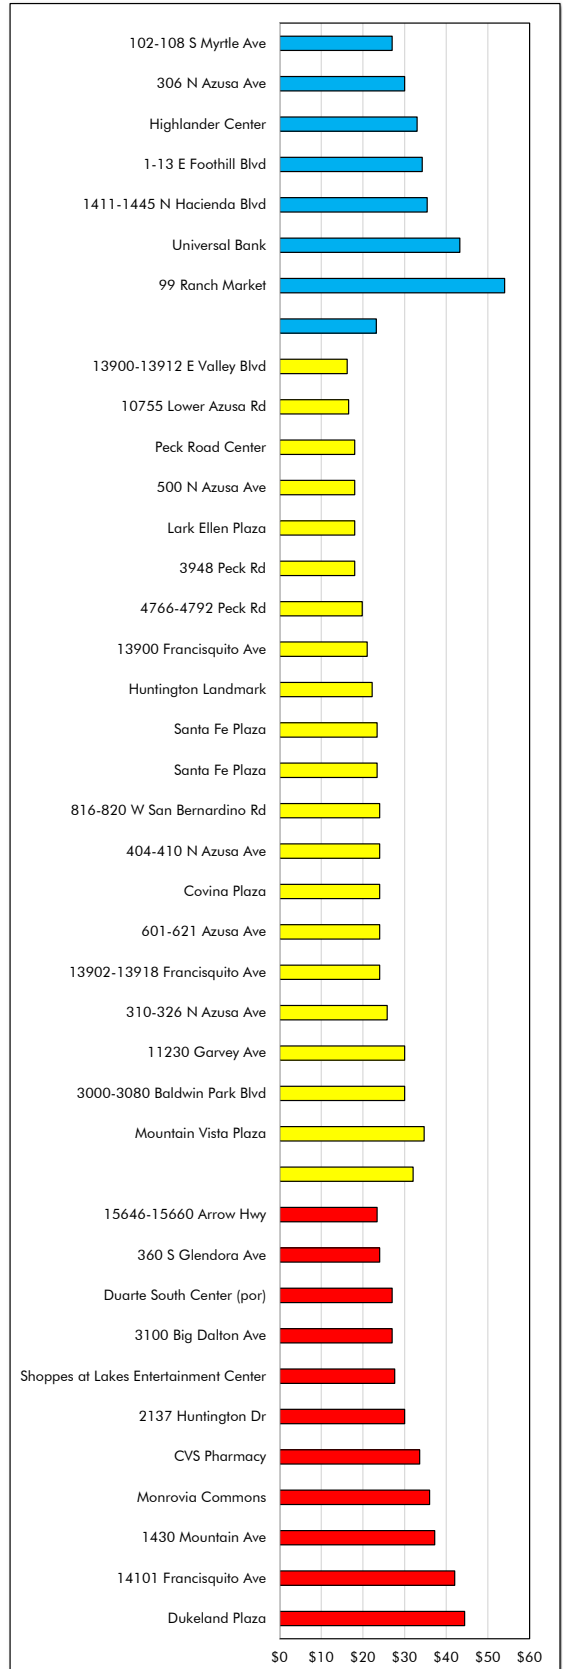 102-108 S Myrtle Ave
306 N Azusa Ave
Highlander Center
1-13 E Foothill Blvd
1411-1445 N Hacienda Blvd
Universal Bank
99 Ranch Market
13900-13912 E Valley Blvd
10755 Lower Azusa Rd
Peck Road Center
500 N Azusa Ave
Lark Ellen Plaza
3948 Peck Rd
4766-4792 Peck Rd
13900 Francisquito Ave
Huntington Landmark
Santa Fe Plaza
Santa Fe Plaza
816-820 W San Bernardino Rd
404-410 N Azusa Ave
Covina Plaza
601-621 Azusa Ave
13902-13918 Francisquito Ave
310-326 N Azusa Ave
11230 Garvey Ave
3000-3080 Baldwin Park Blvd
Mountain Vista Plaza
15646-15660 Arrow Hwy
360 S Glendora Ave
Duarte South Center (por)
3100 Big Dalton Ave
Shoppes at Lakes Entertainment Center
2137 Huntington Dr
CVS Pharmacy
Monrovia Commons
1430 Mountain Ave
14101 Francisquito Ave
Dukeland Plaza
$0 $10 $20 $30 $40 $50 $60